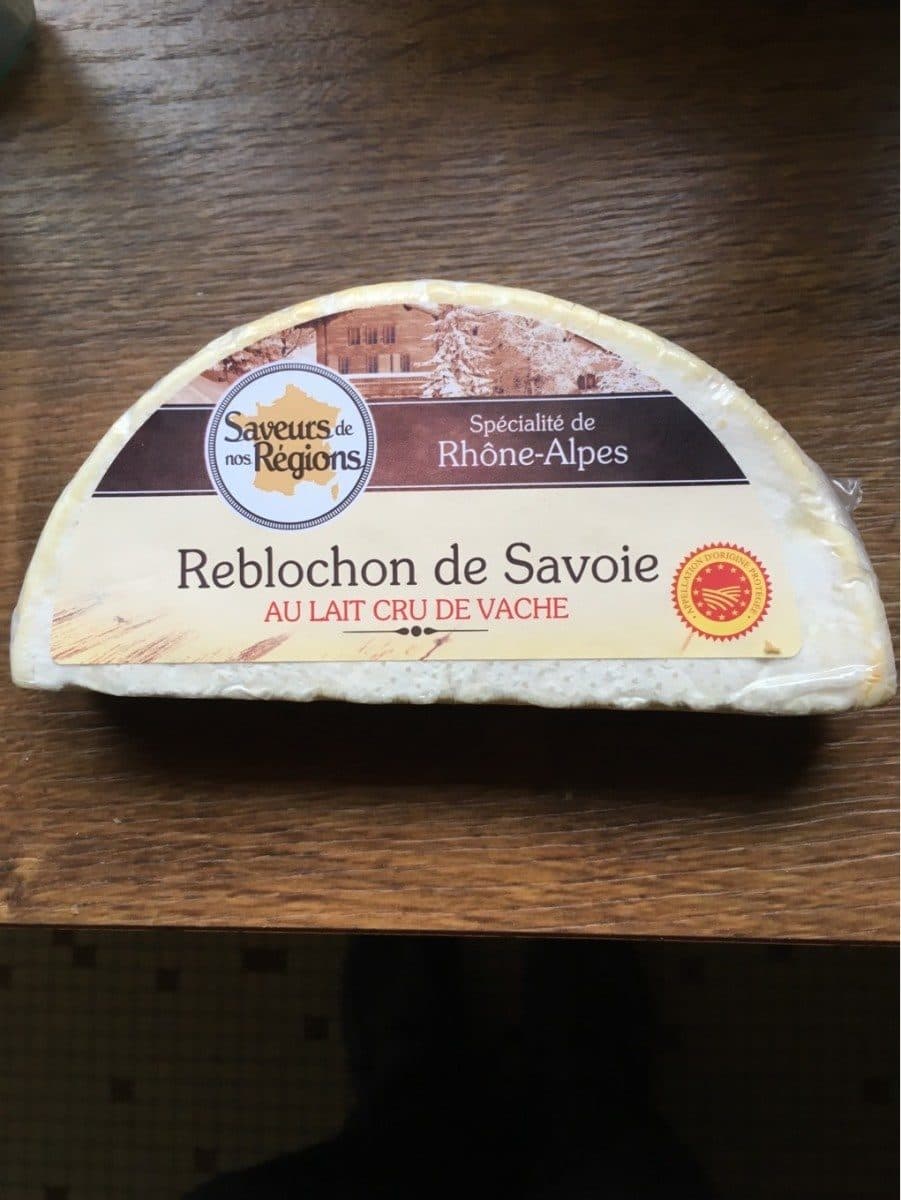 Saveurs de
nos Régions
Spécialité de
Rhône-Alpes
Reblochon de Savoie
AU LAIT CRU DE VACHE
APPELLATION D'ORIGINE PROTÉGÉE